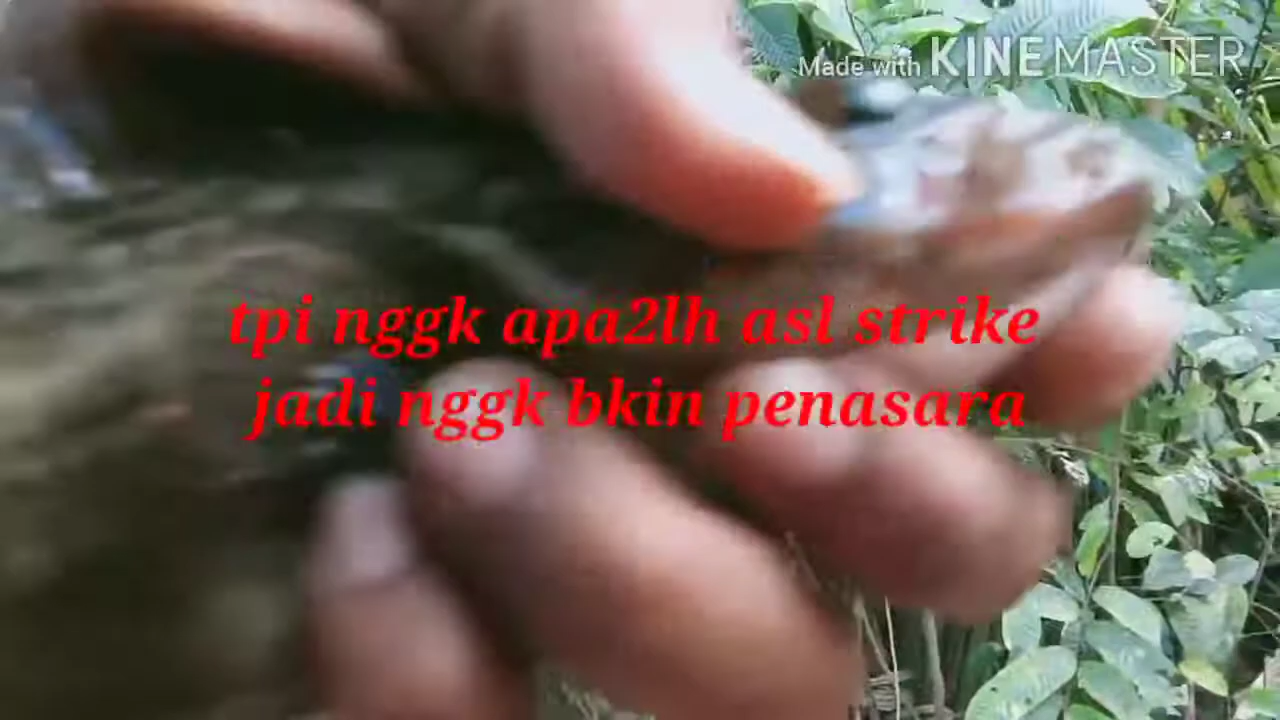 Made with KINEMASTER
tpi nggk apa2lh asl strike
jadi nggk bkin penasara